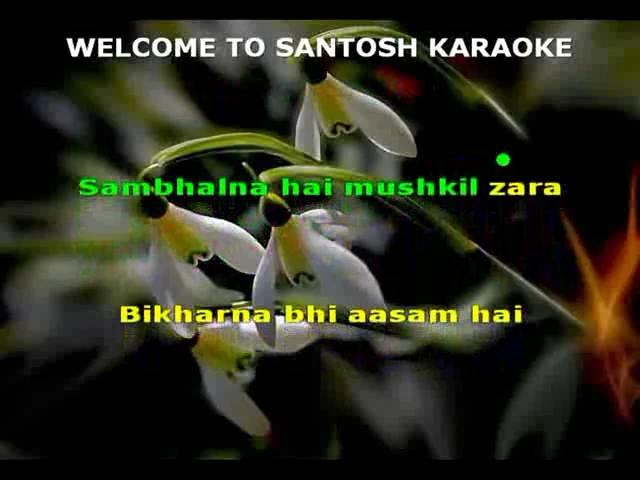 WELCOME TO SANTOSH KARAOKE
Sambhalna hai mushkil zara
Bikharna bhi aasam hai